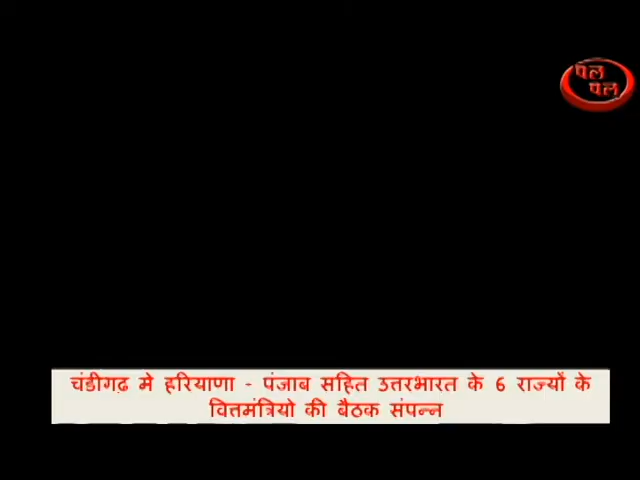 पल
पल
चंडीगढ़ मे हरियाणा - पंजाब सहित उत्तरभारत के 6 राज्यों के
वित्तमंत्रियो की बैठक संपन्न